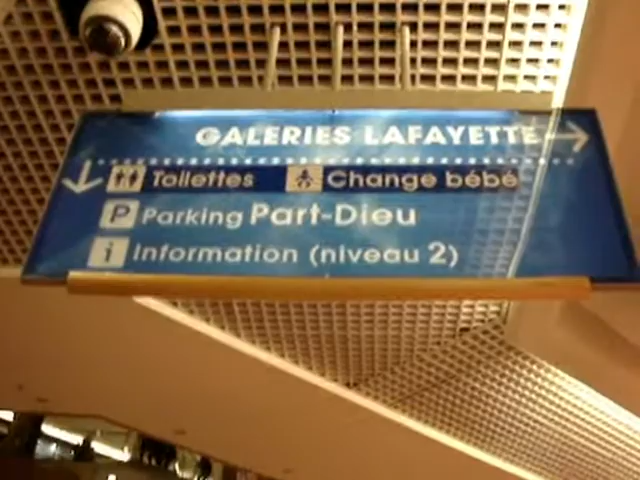 GALERIES LAFAYETTE
Toilettes Change bébé
P Parking Part-Dieu
i Information (niveau 2)